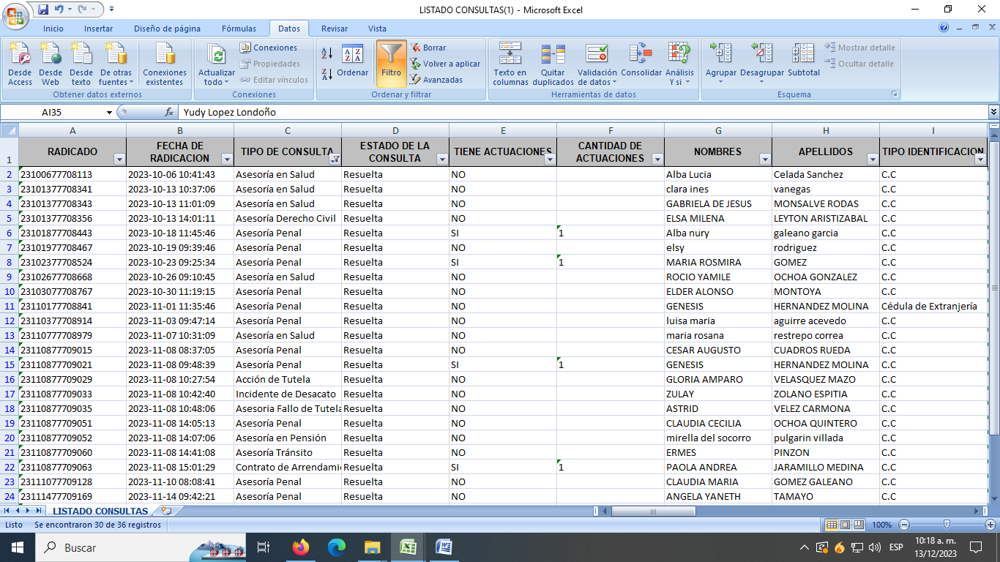 LISTADO CONSULTAS(1) - Microsoft Excel
Inicio Insertar Diseño de página Fórmulas Datos Revisar Vista
Desde Access Desde Web Desde texto De otras fuentes Conexiones existentes Actualizar todo Conexiones Propiedades Editar vínculos Ordenar Filtro Borrar Volver a aplicar Avanzadas Texto en columnas Quitar duplicados Validación de datos Consolidar Análisis Y si Agrupar Desagrupar Subtotal Mostrar detalle Ocultar detalle
Obtener datos externos Conexiones Ordenar y filtrar Herramientas de datos Esquema
AI35 fx Yudy Lopez Londoño
A B C D E F G H I
1 RADICADO FECHA DE RADICACION TIPO DE CONSULTA ESTADO DE LA CONSULTA TIENE ACTUACIONES CANTIDAD DE ACTUACIONES NOMBRES APELLIDOS TIPO IDENTIFICACION
2 23100677708113 2023-10-06 10:41:43 Asesoría en Salud Resuelta NO Alba Lucia Celada Sanchez C.C
3 23101377708341 2023-10-13 10:37:06 Asesoría en Salud Resuelta NO clara ines vanegas C.C
4 23101377708343 2023-10-13 11:01:09 Asesoría en Salud Resuelta NO GABRIELA DE JESUS MONSALVE RODAS C.C
5 23101377708356 2023-10-13 14:01:11 Asesoría Derecho Civil Resuelta NO ELSA MILENA LEYTON ARISTIZABAL C.C
6 23101877708443 2023-10-18 11:45:46 Asesoría Penal Resuelta SI 1 Alba nury galeano garcia C.C
7 23101977708467 2023-10-19 09:39:46 Asesoría Penal Resuelta NO elsy rodriguez C.C
8 23102377708524 2023-10-23 09:25:34 Asesoría Penal Resuelta SI 1 MARIA ROSMIRA GOMEZ C.C
9 23102677708668 2023-10-26 09:10:45 Asesoría en Salud Resuelta NO ROCIO YAMILE OCHOA GONZALEZ C.C
10 23103077708767 2023-10-30 11:19:15 Asesoría Penal Resuelta NO ELDER ALONSO MONTOYA C.C
11 23110177708841 2023-11-01 11:35:46 Asesoría Penal Resuelta NO GENESIS HERNANDEZ MOLINA Cédula de Extranjería
12 23110377708914 2023-11-03 09:47:14 Asesoría Penal Resuelta NO luisa maria aguirre acevedo C.C
13 23110777708979 2023-11-07 10:31:09 Asesoría en Salud Resuelta NO maria rosana restrepo correa C.C
14 23110877709015 2023-11-08 08:37:05 Asesoría Penal Resuelta NO CESAR AUGUSTO CUADROS RUEDA C.C
15 23110877709021 2023-11-08 09:48:39 Asesoría Penal Resuelta SI 1 GENESIS HERNANDEZ MOLINA C.C
16 23110877709029 2023-11-08 10:27:54 Acción de Tutela Resuelta NO GLORIA AMPARO VELASQUEZ MAZO C.C
17 23110877709033 2023-11-08 10:42:40 Incidente de Desacato Resuelta NO ZULAY ZOLANO ESPITIA C.C
18 23110877709035 2023-11-08 10:48:06 Asesoria Fallo de Tutela Resuelta NO ASTRID VELEZ CARMONA C.C
19 23110877709051 2023-11-08 14:05:13 Asesoría Penal Resuelta NO CLAUDIA CECILIA OCHOA QUINTERO C.C
20 23110877709052 2023-11-08 14:07:06 Asesoría en Pensión Resuelta NO mirella del socorro pulgarin villada C.C
21 23110877709060 2023-11-08 14:41:08 Asesoría Tránsito Resuelta NO ERMES PINZON C.C
22 23110877709063 2023-11-08 15:01:29 Contrato de Arrendami Resuelta SI 1 PAOLA ANDREA JARAMILLO MEDINA C.C
23 23111077709128 2023-11-10 08:08:41 Asesoría Penal Resuelta NO CLAUDIA MARIA GOMEZ GALEANO C.C
24 23111477709169 2023-11-14 09:42:21 Asesoría Penal Resuelta NO ANGELA YANETH TAMAYO C.C
LISTADO CONSULTAS
Listo Se encontraron 30 de 36 registros 100%
Buscar ESP 10:18 a. m.
13/12/2023